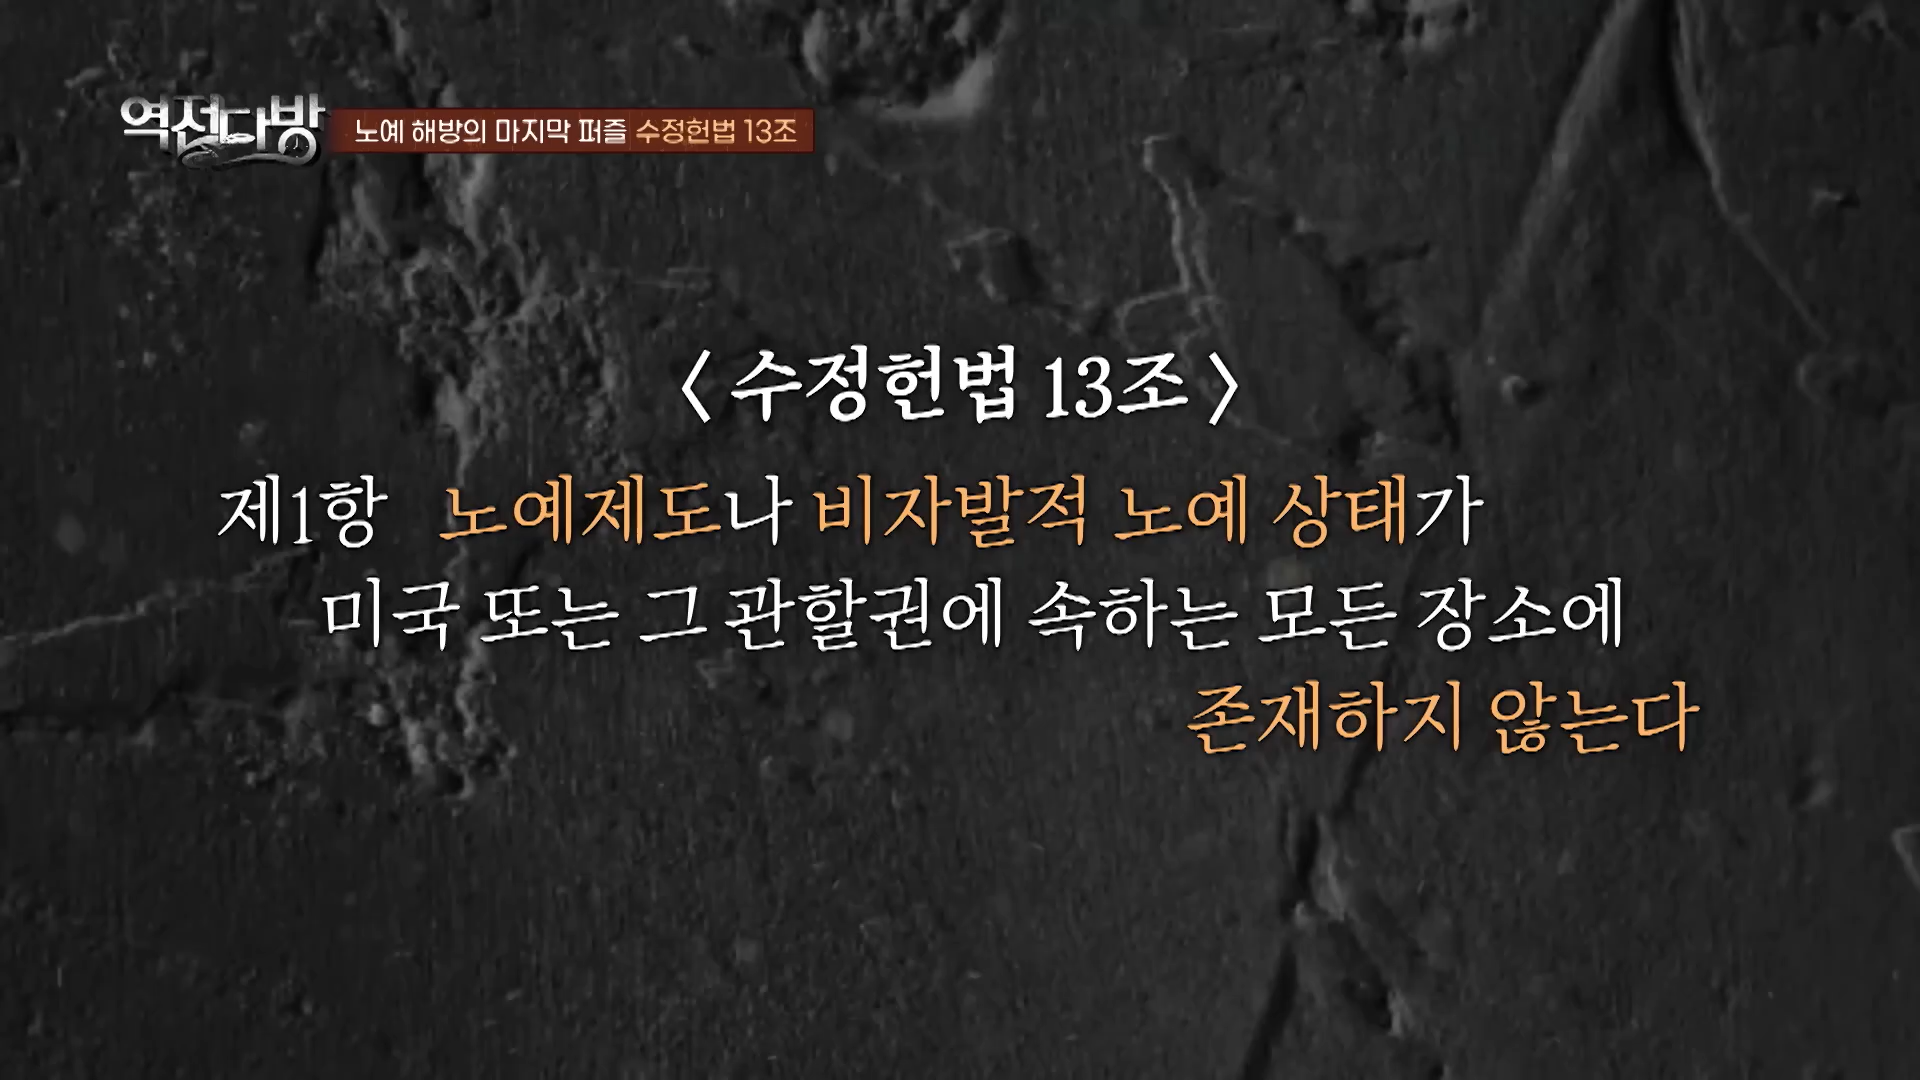 역전다방
노예 해방의 마지막 퍼즐 수정헌법 13조
〈 수정헌법 13조 〉
제1항 노예제도나 비자발적 노예 상태가
미국 또는 그 관할권에 속하는 모든 장소에
존재하지 않는다